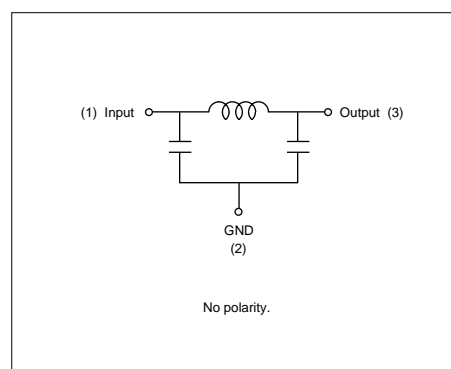 (1) Input
Output (3)
GND
(2)
No polarity.